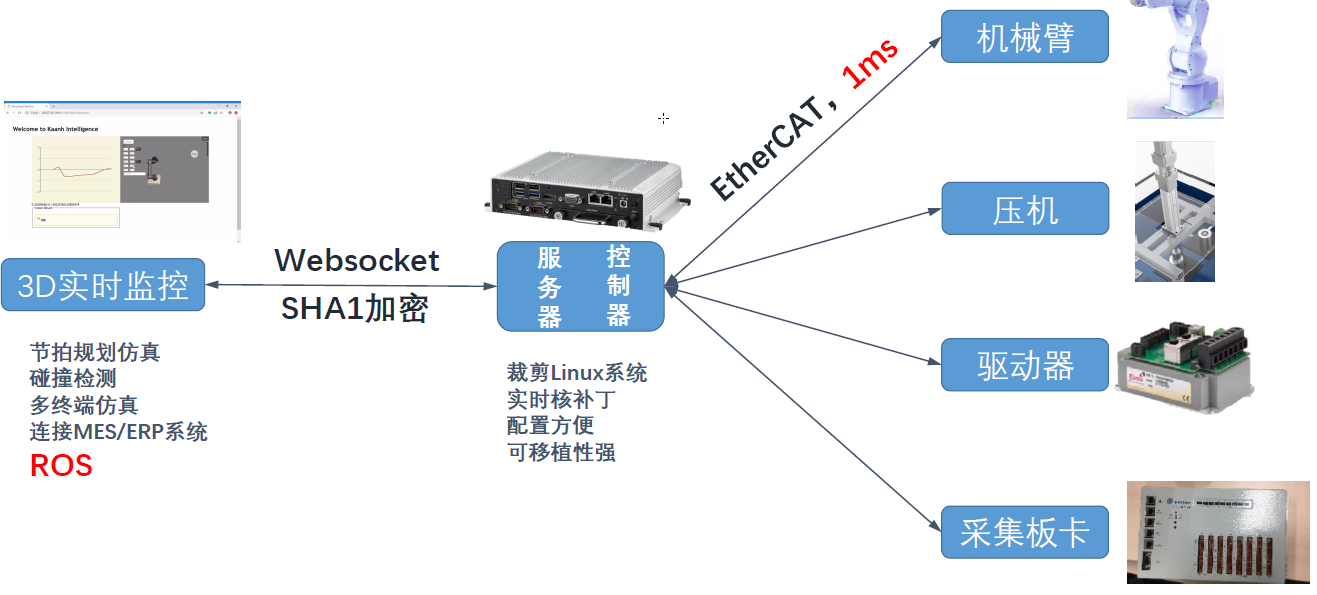 Welcome to Kaanh Intelligence
3D实时监控
节拍规划仿真
碰撞检测
多终端仿真
连接MES/ERP系统
ROS
Websocket
SHA1加密
服务器
控制器
裁剪Linux系统
实时核补丁
配置方便
可移植性强
EtherCAT，1ms
机械臂
压机
驱动器
Elmo
采集板卡